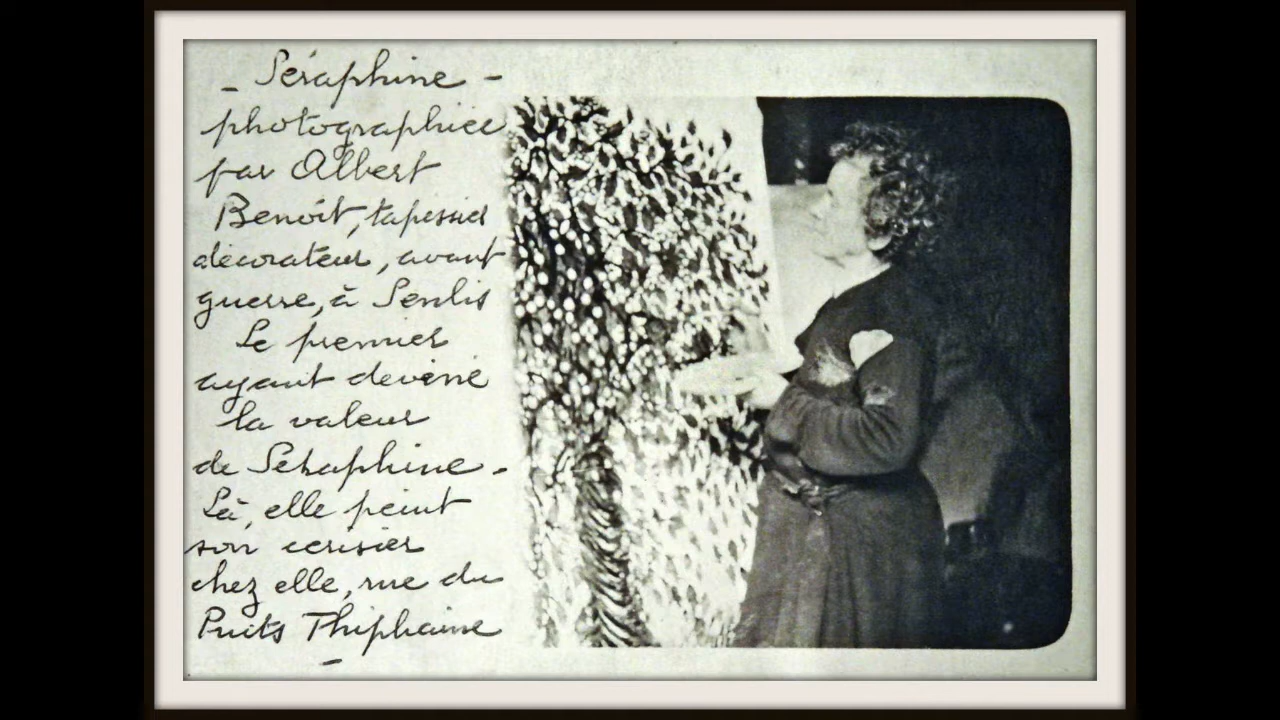 - Séraphine -
photographiée
par Albert
Benoît, tapissier
décorateur, avant
guerre, à Senlis
Le premier
ayant deviné
la valeur
de Séraphine.
Là, elle peint
son cerisier
chez elle, rue du
Puits Thiphaine